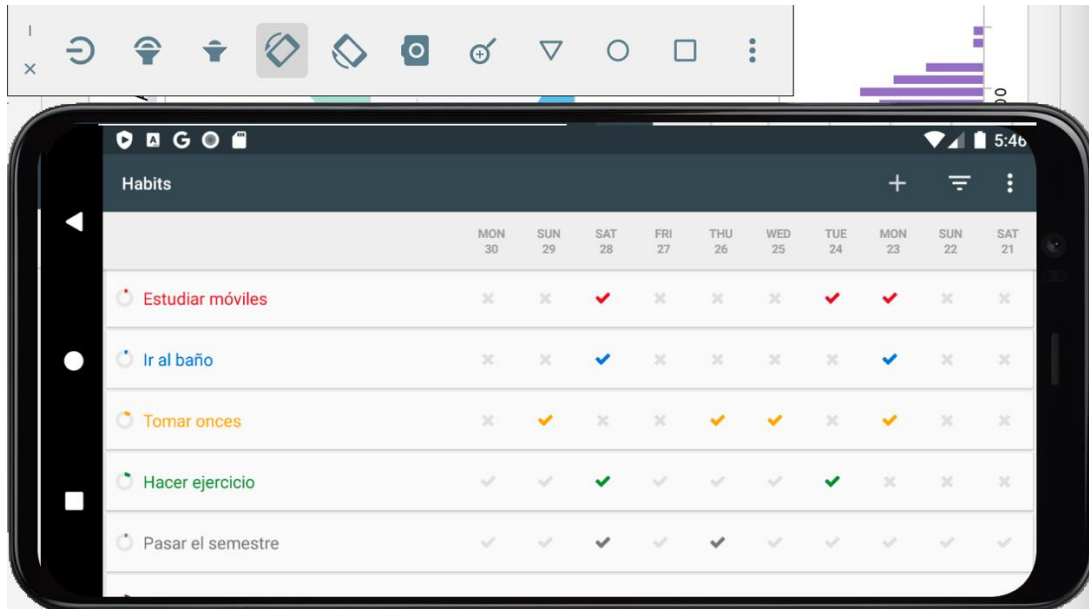 5:46
Habits
MON 30 SUN 29 SAT 28 FRI 27 THU 26 WED 25 TUE 24 MON 23 SUN 22 SAT 21
Estudiar móviles
Ir al baño
Tomar onces
Hacer ejercicio
Pasar el semestre